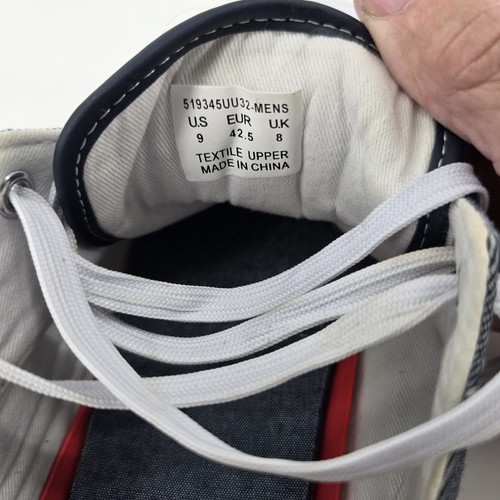 519345UU32-MENS
U.S EUR U.K
9 42.5 8
TEXTILE UPPER
MADE IN CHINA